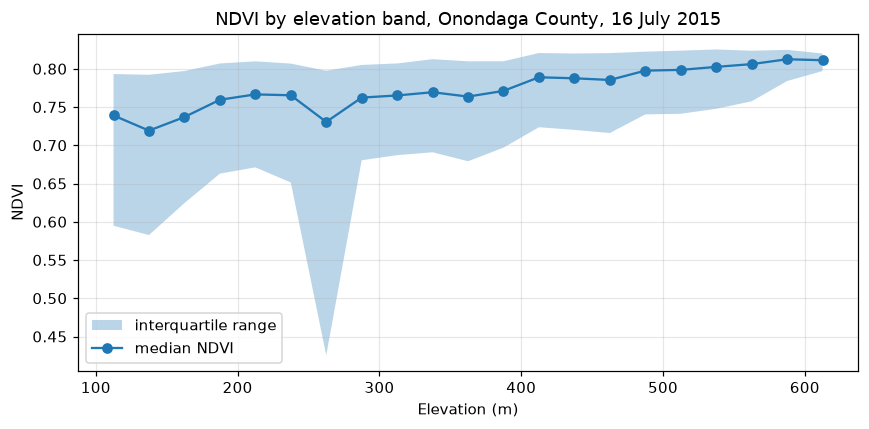 NDVI by elevation band, Onondaga County, 16 July 2015
NDVI
0.80
0.75
0.70
0.65
0.60
0.55
0.50
0.45
interquartile range
median NDVI
100 200 300 400 500 600
Elevation (m)